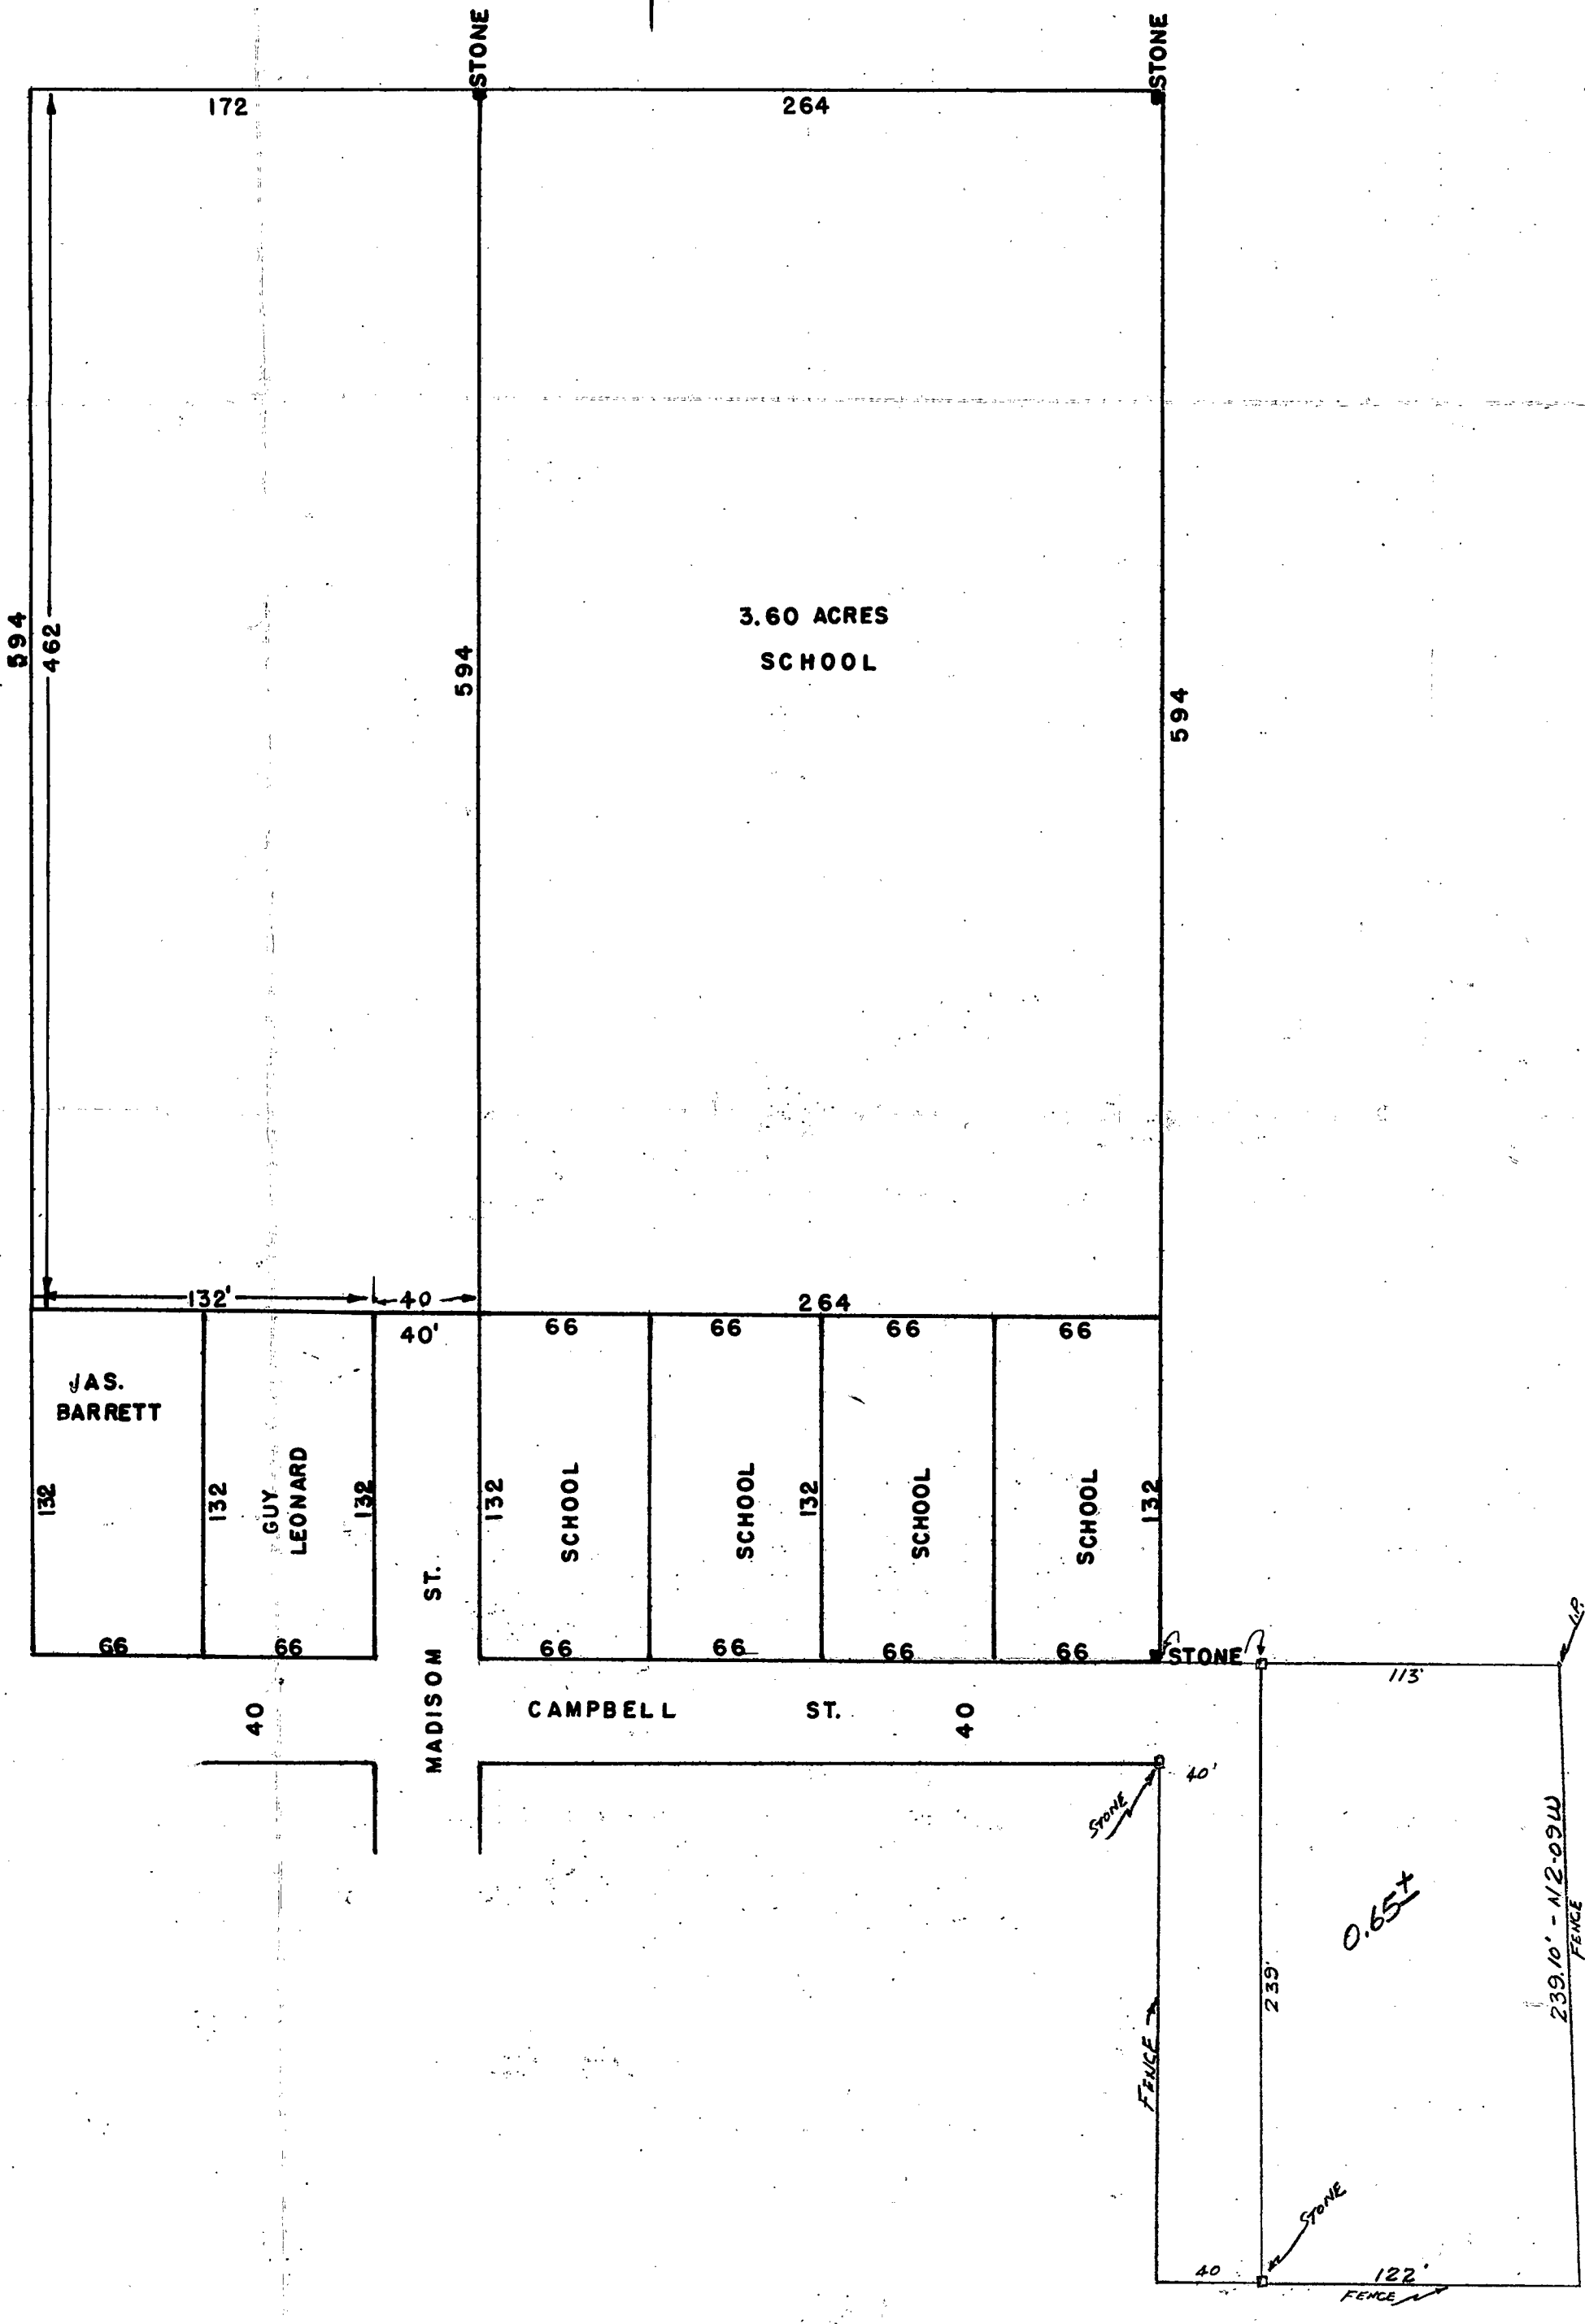 STONE
STONE
172
264
594
462
594
3.60 ACRES
SCHOOL
594
132'
40
264
40'
66
66
66
66
JAS.
BARRETT
132
132
GUY
LEONARD
132
132
SCHOOL
SCHOOL
132
SCHOOL
SCHOOL
132
66
66
66
66
66
66
STONE
113'
I.P.
MADISOM ST.
40
CAMPBELL ST.
40
40'
STONE
0.65±
239.10' - N2-09W
FENCE
239'
FENCE
STONE
40
122'
FENCE